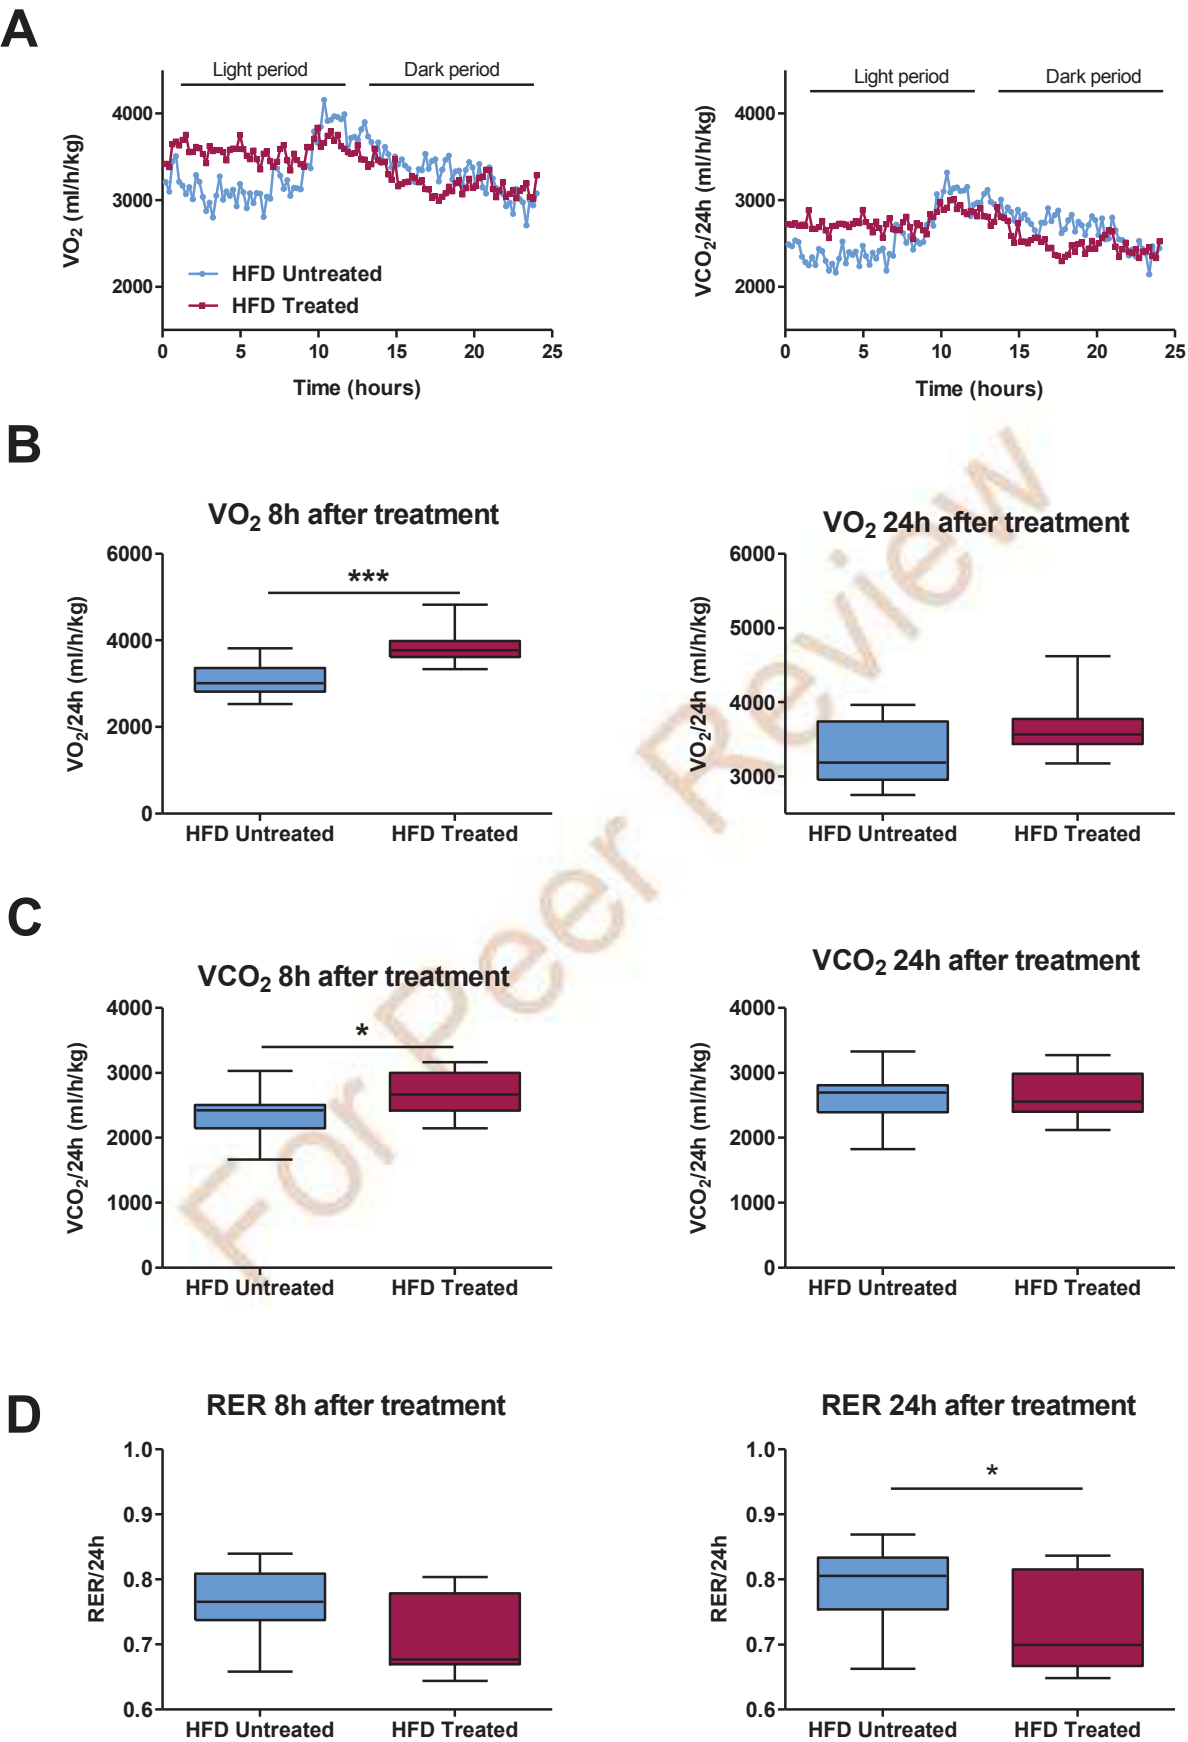 A
Light period
Dark period
VO2 (ml/h/kg)
4000
3000
2000
HFD Untreated
HFD Treated
0 5 10 15 20 25
Time (hours)
Light period
Dark period
VCO2/24h (ml/h/kg)
4000
3000
2000
0 5 10 15 20 25
Time (hours)
B
VO2 8h after treatment
VO2/24h (ml/h/kg)
6000
4000
2000
0
***
HFD Untreated HFD Treated
VO2 24h after treatment
VO2/24h (ml/h/kg)
6000
5000
4000
3000
HFD Untreated HFD Treated
C
VCO2 8h after treatment
VCO2/24h (ml/h/kg)
4000
3000
2000
1000
0
*
HFD Untreated HFD Treated
VCO2 24h after treatment
VCO2/24h (ml/h/kg)
4000
3000
2000
1000
0
HFD Untreated HFD Treated
D
RER 8h after treatment
RER/24h
1.0
0.9
0.8
0.7
0.6
HFD Untreated HFD Treated
RER 24h after treatment
RER/24h
1.0
0.9
0.8
0.7
0.6
*
HFD Untreated HFD Treated
For Peer Review